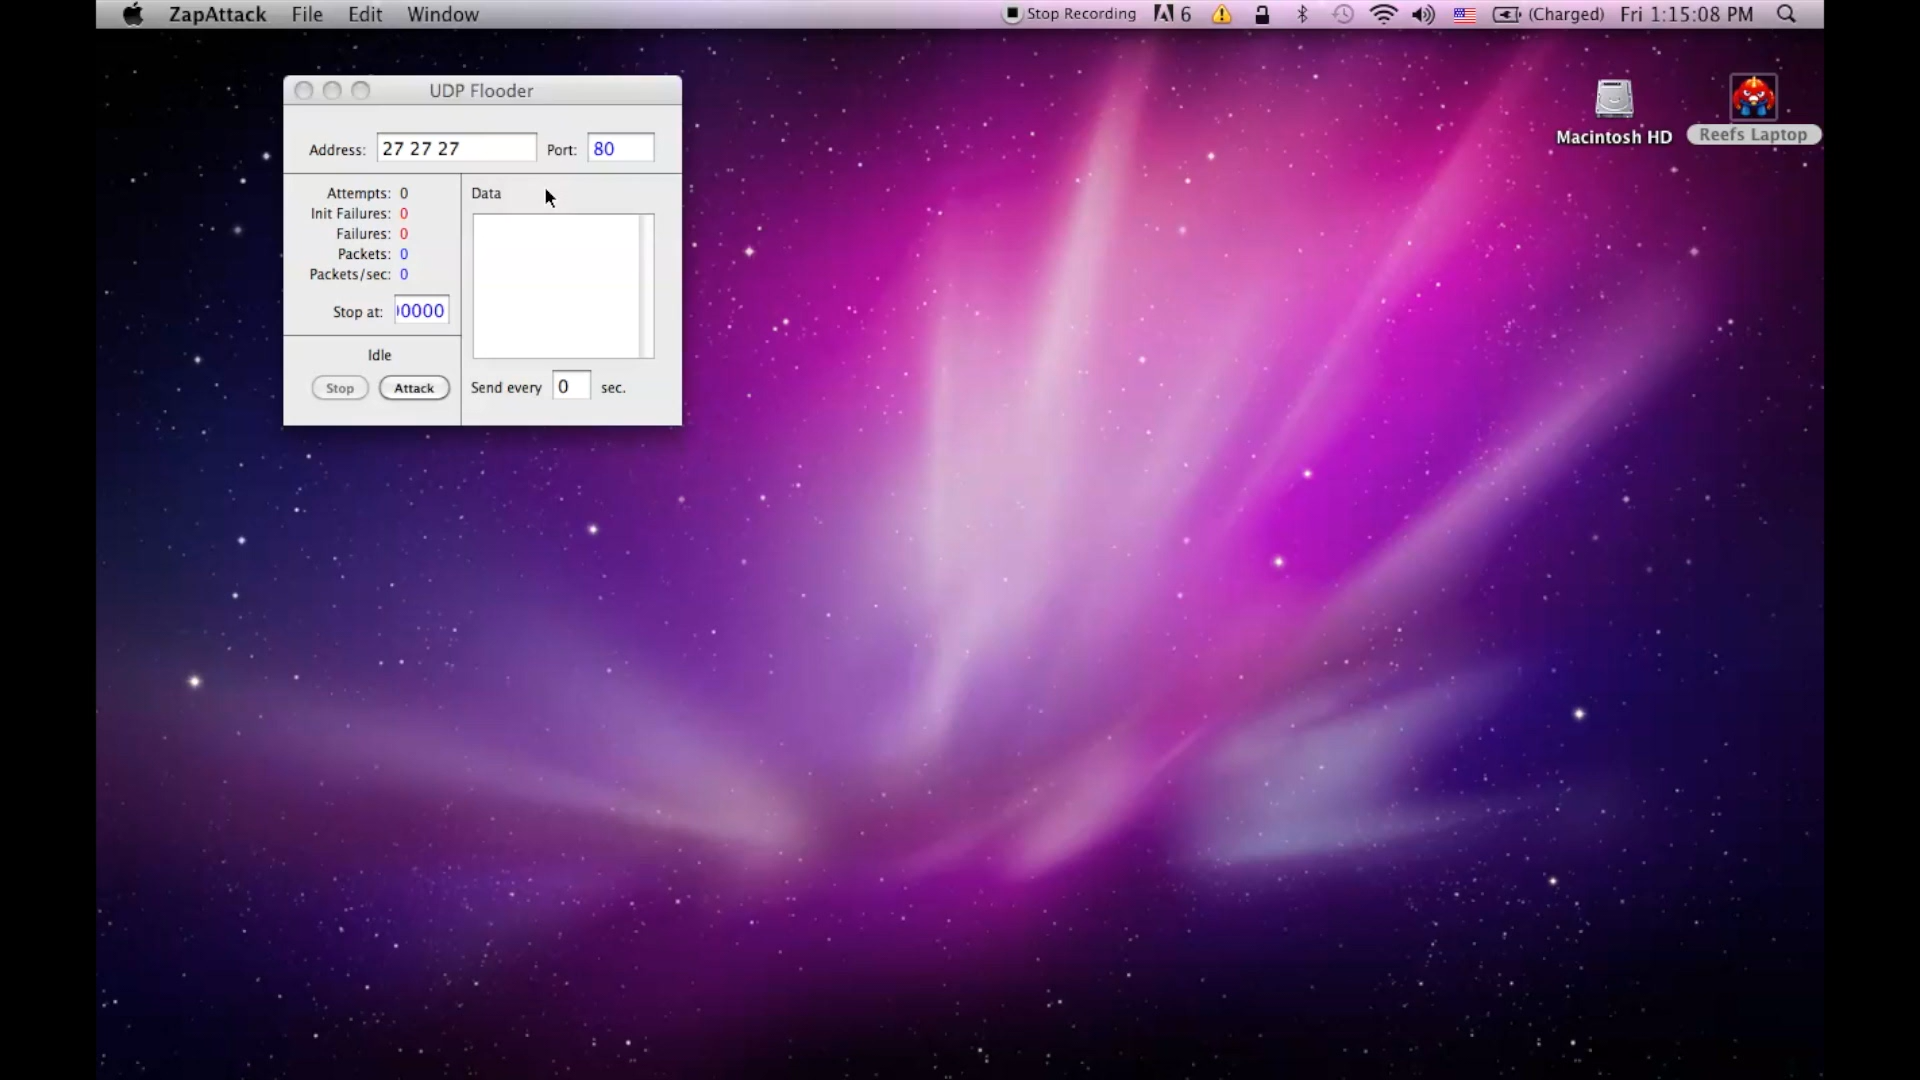 ZapAttack File Edit Window Stop Recording 6 (Charged) Fri 1:15:08 PM
UDP Flooder
Address: 27 27 27 Port: 80
Attempts: 0
Init Failures: 0
Failures: 0
Packets: 0
Packets/sec: 0
Stop at: 0000
Idle
Stop Attack
Data
Send every 0 sec.
Macintosh HD
Reefs Laptop